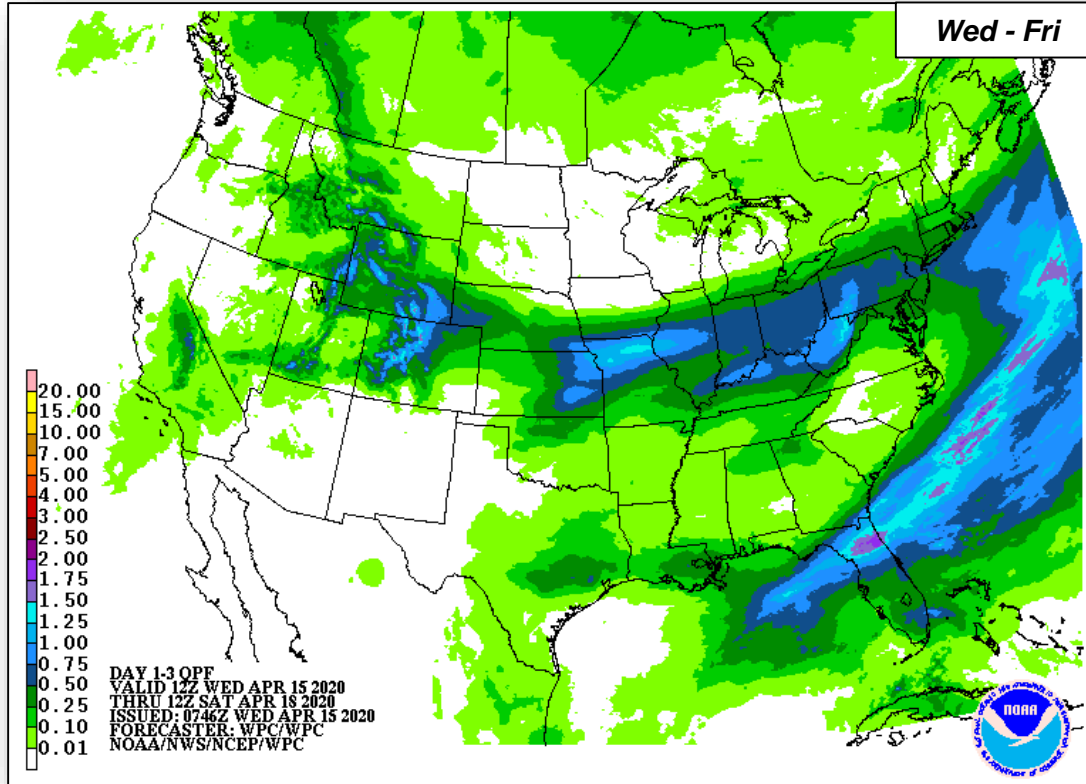 Wed - Fri
20.00
15.00
10.00
7.00
5.00
4.00
3.00
2.50
2.00
1.75
1.50
1.25
1.00
0.75
0.50
0.25
0.10
0.01
DAY 1-3 QPF
VALID 12Z WED APR 15 2020
THRU 12Z SAT APR 18 2020
ISSUED: 0746Z WED APR 15 2020
FORECASTER: WPC/WPC
NOAA/NWS/NCEP/WPC
NOAA